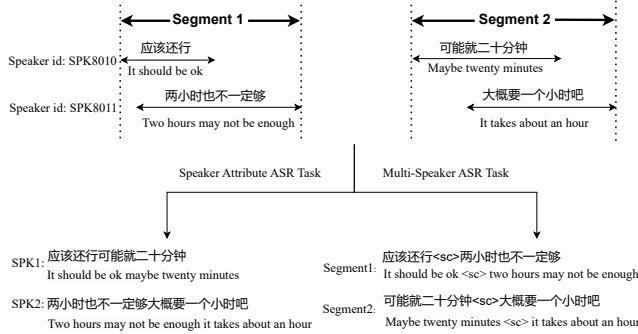 Segment 1
Segment 2
应该还行
可能就二十分钟
Speaker id: SPK8010
It should be ok
Maybe twenty minutes
两小时也不一定够
大概要一个小时吧
Speaker id: SPK8011
Two hours may not be enough
It takes about an hour
Speaker Attribute ASR Task
Multi-Speaker ASR Task
SPK1: 应该还行可能就二十分钟
It should be ok maybe twenty minutes
Segment1: 应该还行<sc>两小时也不一定够
It should be ok <sc> two hours may not be enough
SPK2: 两小时也不一定够大概要一个小时吧
Two hours may not be enough it takes about an hour
Segment2: 可能就二十分钟<sc>大概要一个小时吧
Maybe twenty minutes <sc> it takes about an hour